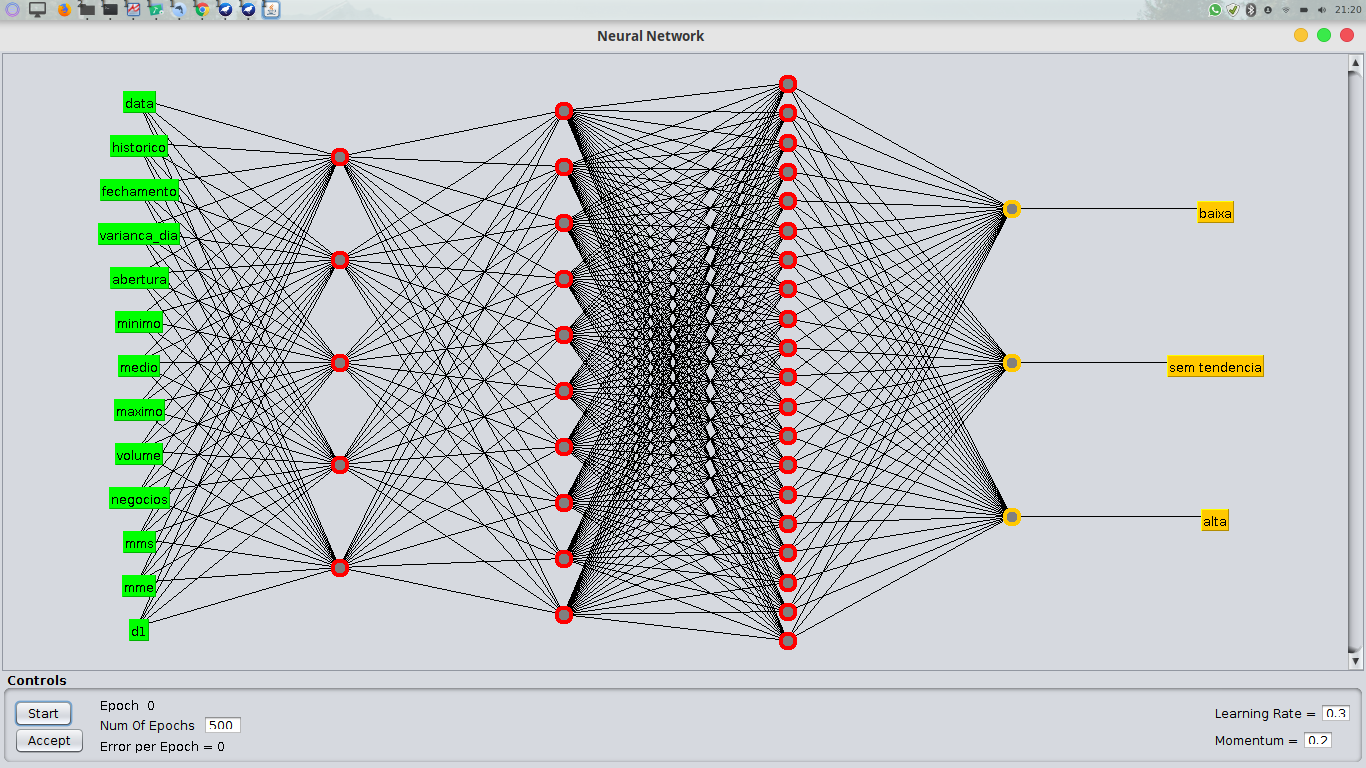 21:20
Neural Network
data
historico
fechamento
varianca_dia
abertura
minimo
medio
maximo
volume
negocios
mms
mme
d1
baixa
sem tendencia
alta
Controls
Start
Accept
Epoch 0
Num Of Epochs 500
Error per Epoch = 0
Learning Rate = 0.3
Momentum = 0.2